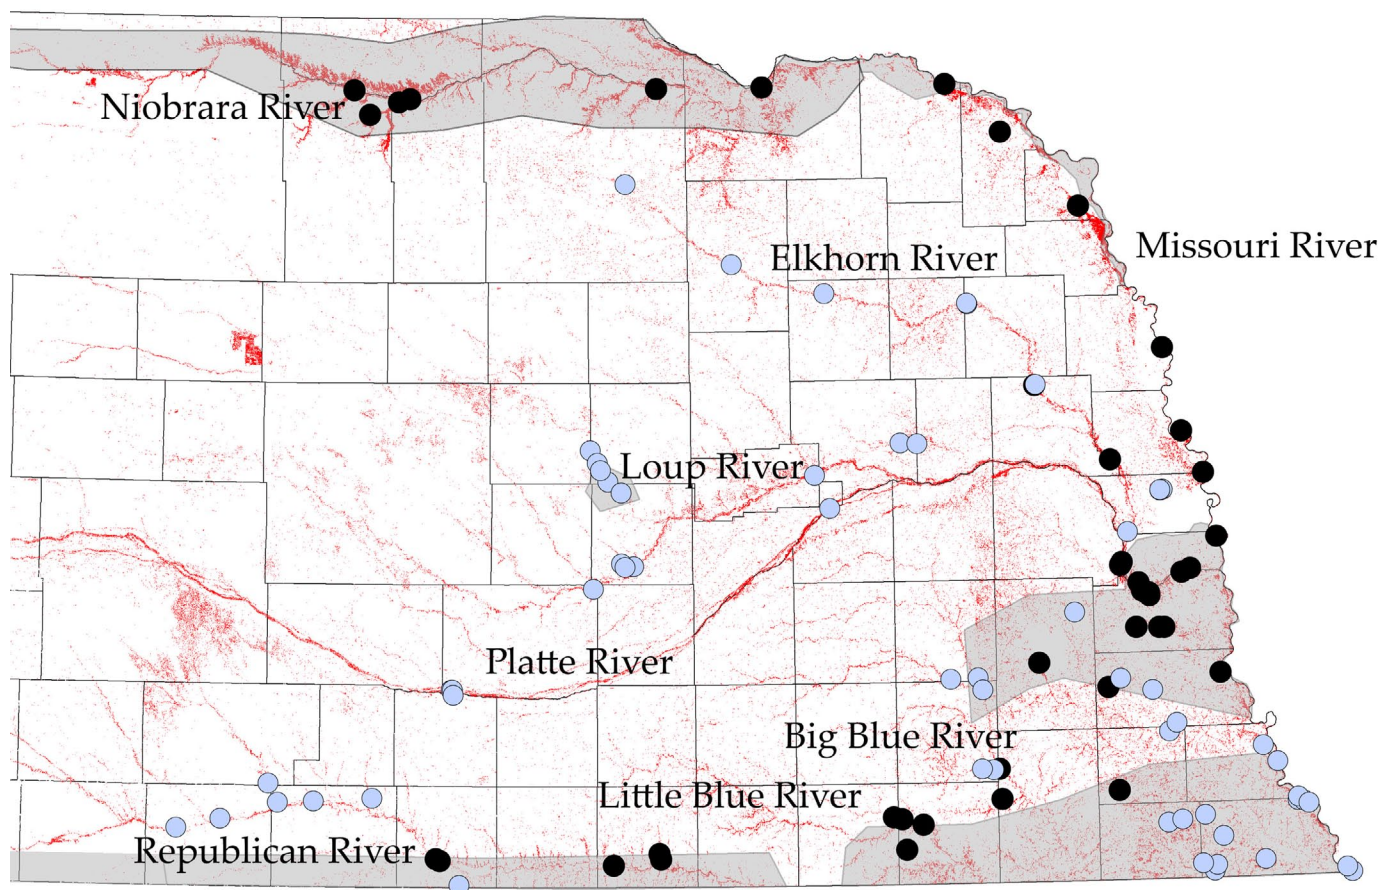 Niobrara River
Missouri River
Elkhorn River
Loup River
Platte River
Big Blue River
Little Blue River
Republican River